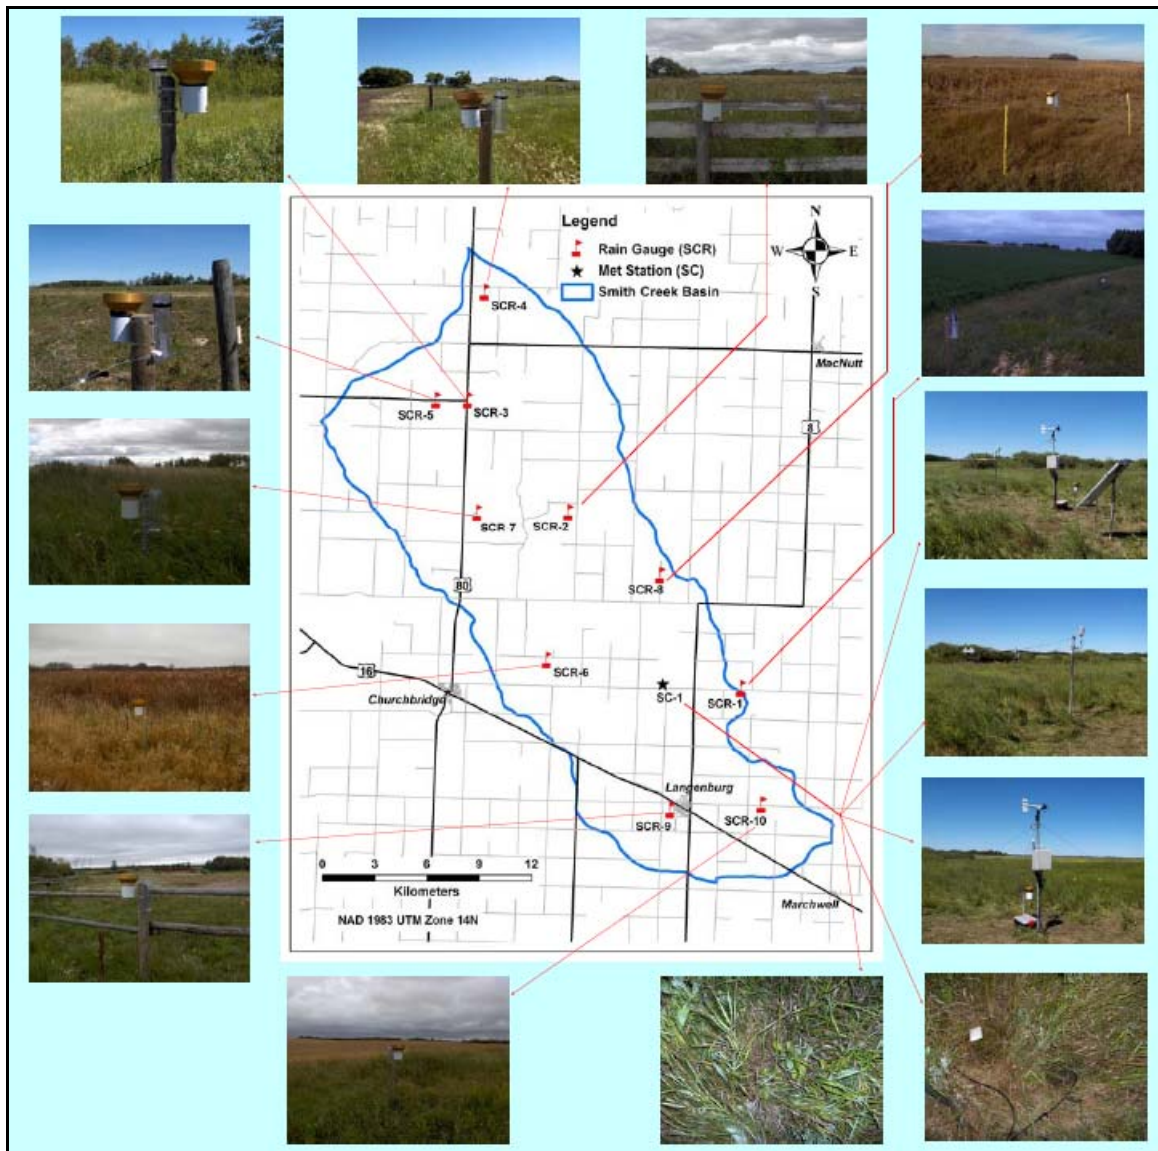 Legend
Rain Gauge (SCR)
Met Station (SC)
Smith Creek Basin
N
W E
S
SCR-4
MacNutt
SCR-5
SCR-3
8
SCR 7
SCR-2
SCR-8
80
SCR-6
16
SC-1
SCR-1
Churchbridge
Langenburg
SCR-9
SCR-10
0 3 6 9 12
Kilometers
Marchwell
NAD 1983 UTM Zone 14N